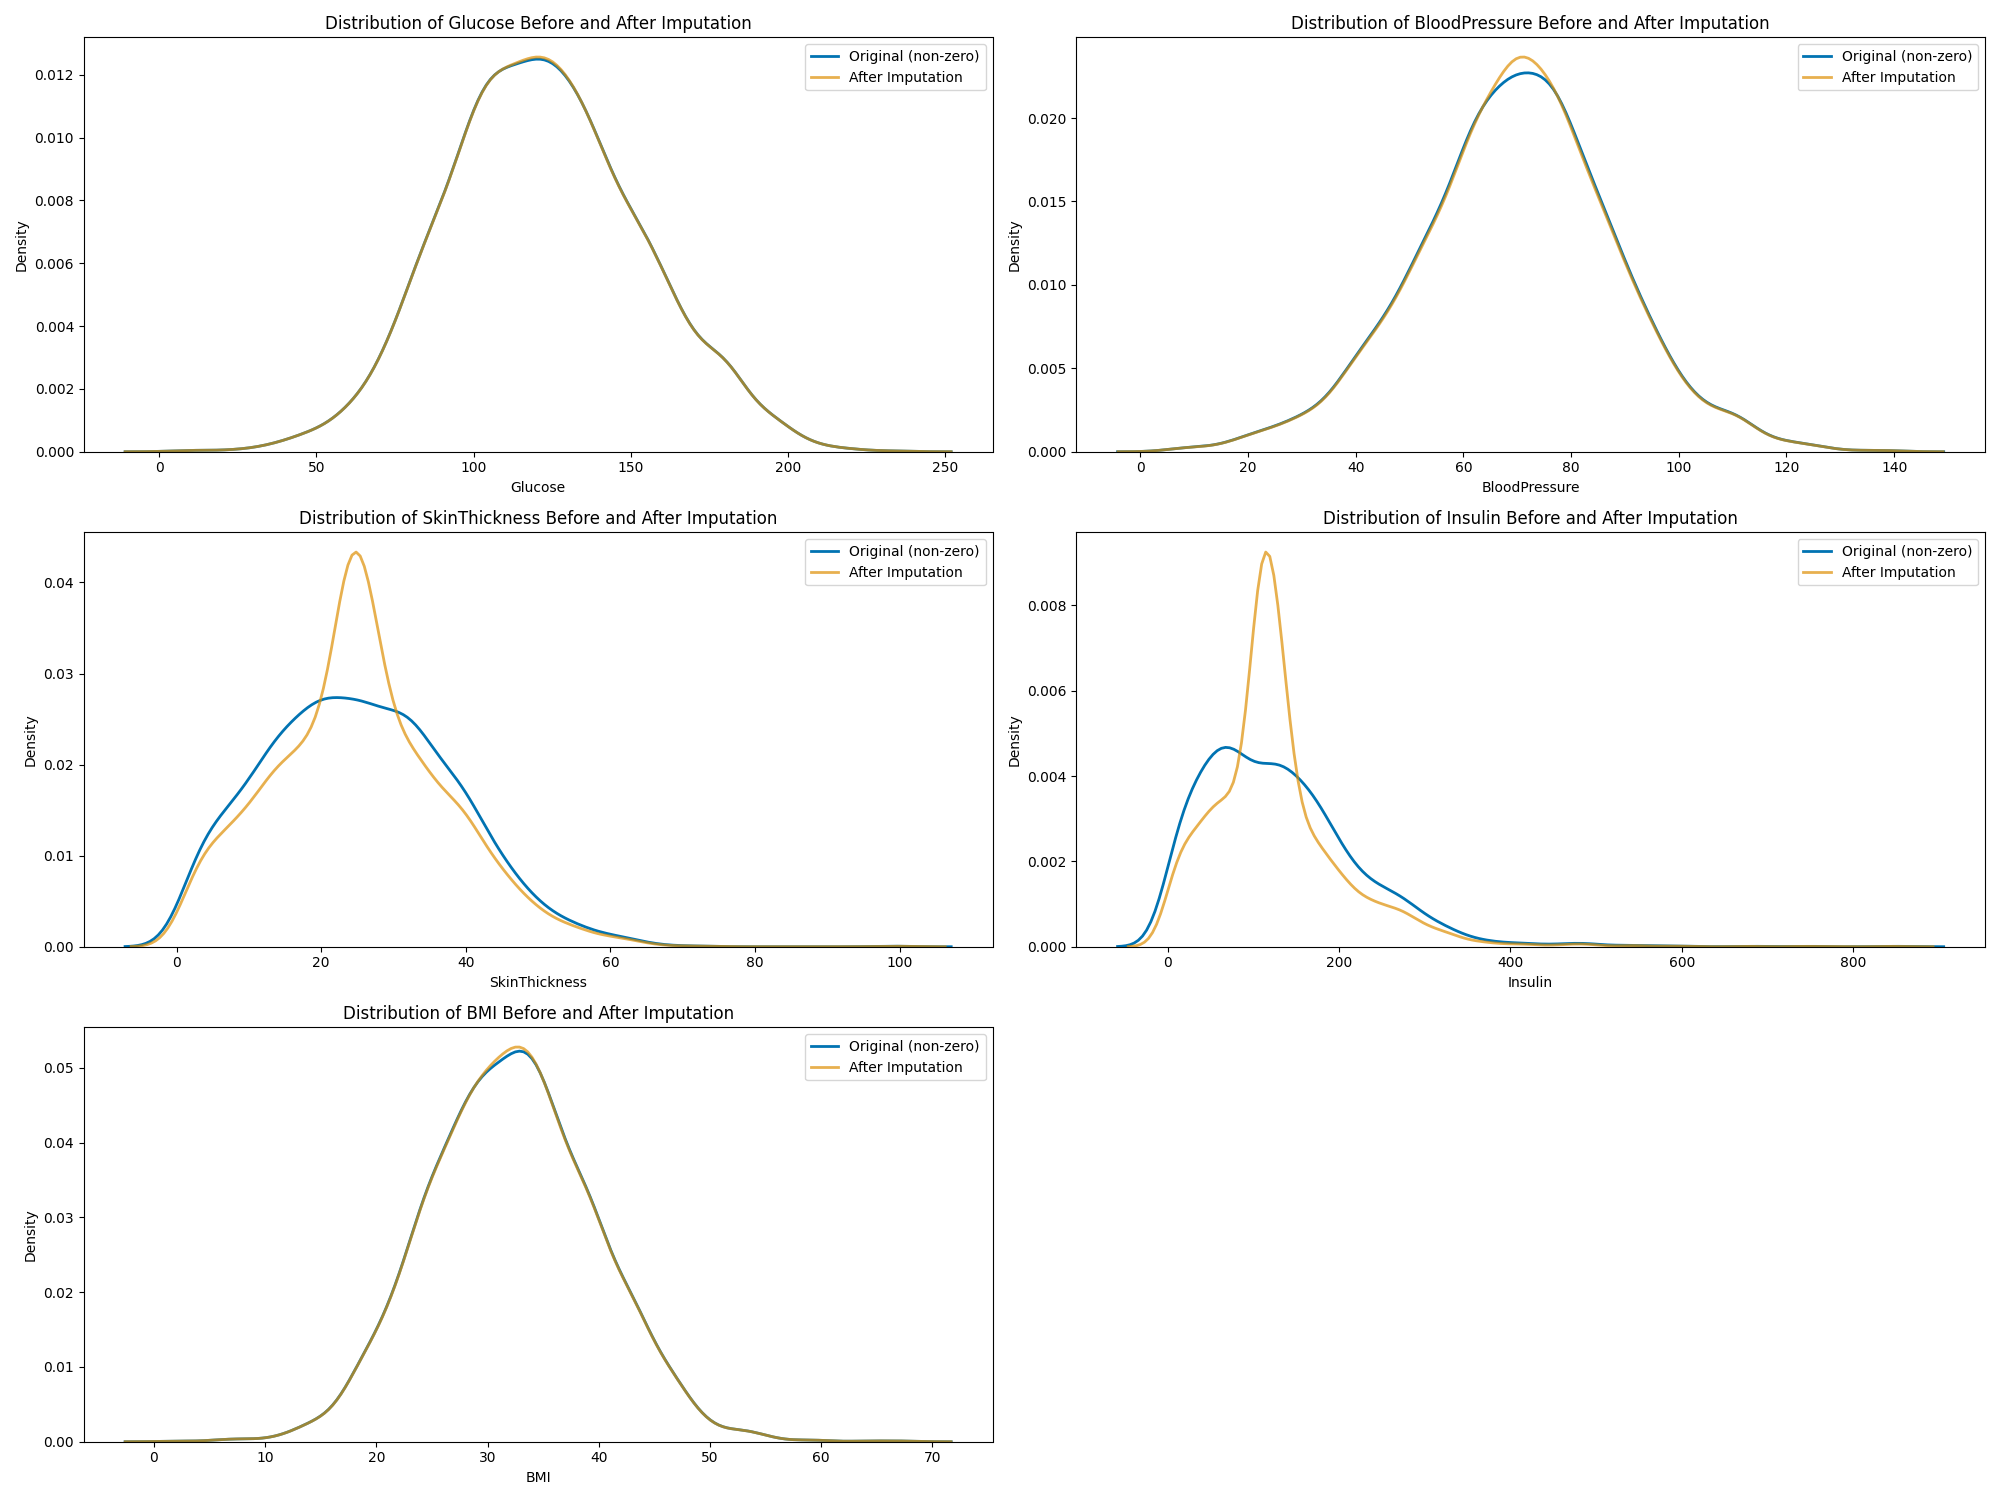 Distribution of Glucose Before and After Imputation
Original (non-zero)
After Imputation
Density
0.012
0.010
0.008
0.006
0.004
0.002
0.000
0 50 100 150 200 250
Glucose
Distribution of BloodPressure Before and After Imputation
Original (non-zero)
After Imputation
Density
0.020
0.015
0.010
0.005
0.000
0 20 40 60 80 100 120 140
BloodPressure
Distribution of SkinThickness Before and After Imputation
Original (non-zero)
After Imputation
Density
0.04
0.03
0.02
0.01
0.00
0 20 40 60 80 100
SkinThickness
Distribution of Insulin Before and After Imputation
Original (non-zero)
After Imputation
Density
0.008
0.006
0.004
0.002
0.000
0 200 400 600 800
Insulin
Distribution of BMI Before and After Imputation
Original (non-zero)
After Imputation
Density
0.05
0.04
0.03
0.02
0.01
0.00
0 10 20 30 40 50 60 70
BMI